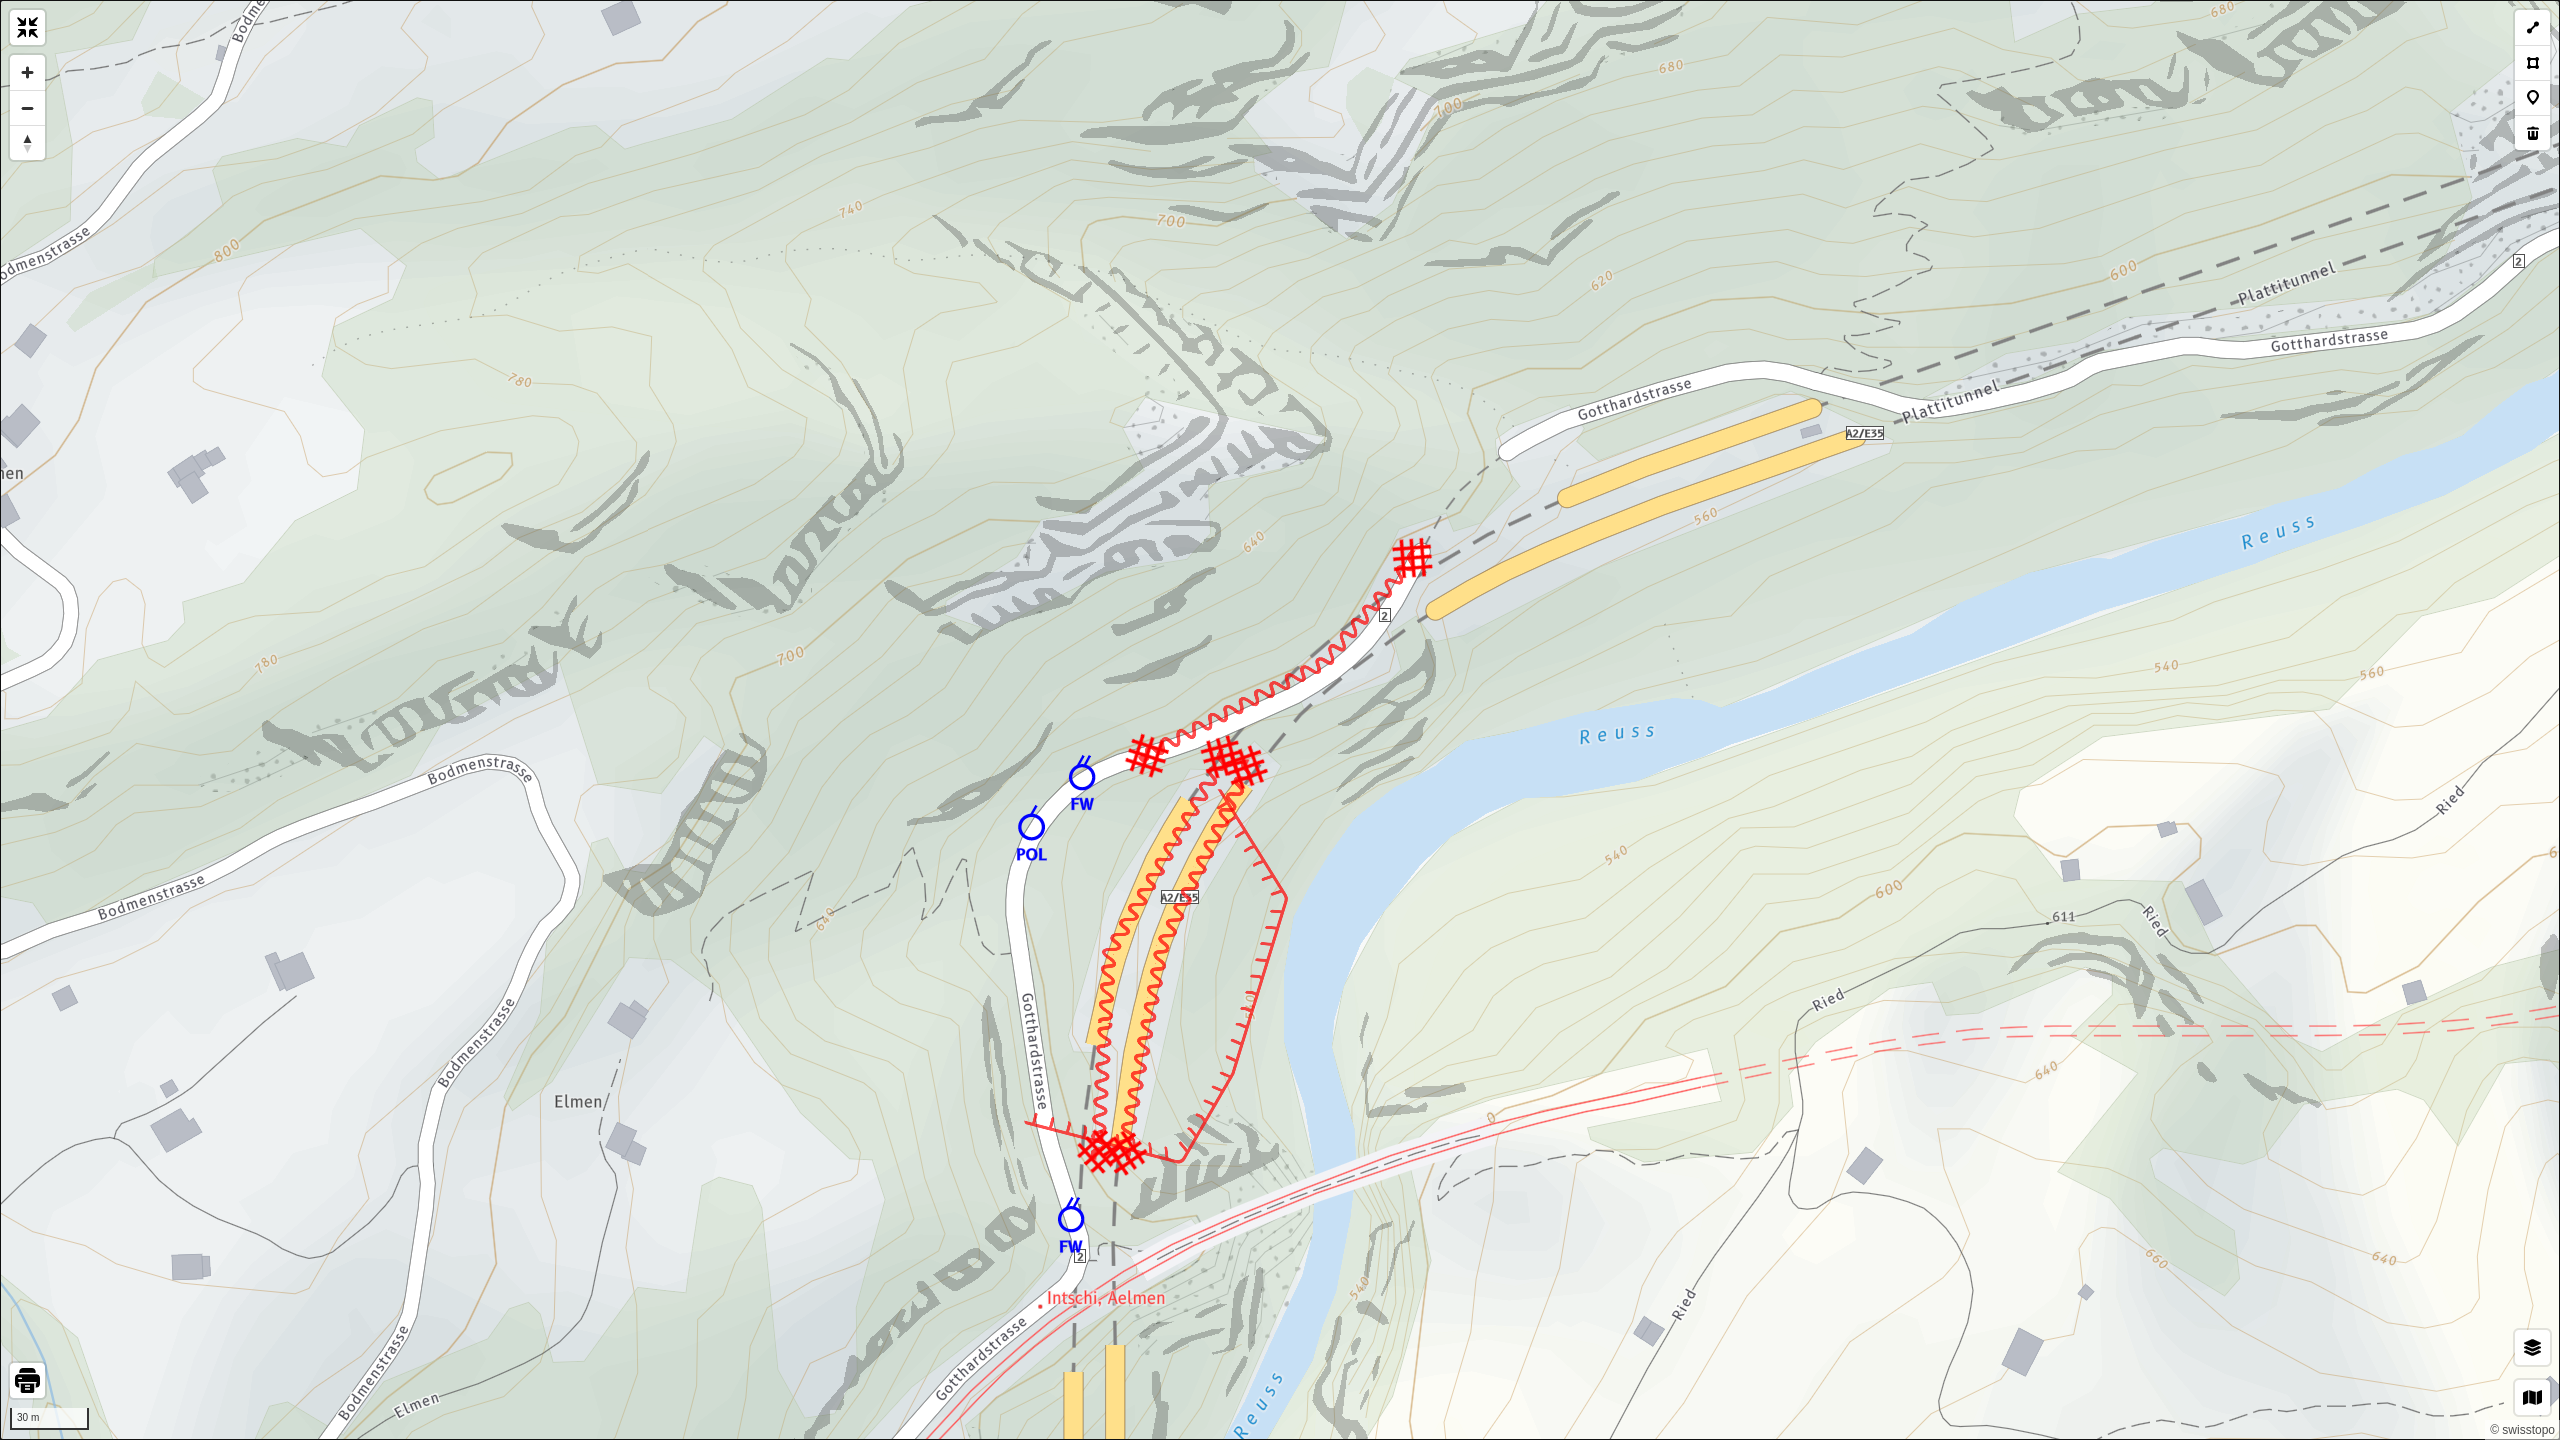 Bodme
680
680
700
740
700
Bodmenstrasse
800
2
620
600
Plattitunnel
Gotthardstrasse
780
Gotthardstrasse
Plattitunnel
A2/E35
560
Reuss
640
2
540
780
700
560
Reuss
Bodmenstrasse
Ried
FW
POL
540
640
Bodmenstrasse
A2/E35
600
611
Ried
Ried
Gotthardstrasse
Bodmenstrasse
640
Elmen
0
FW
2
660
640
540
Intschi, Aelmen
Ried
Gotthardstrasse
Bodmenstrasse
Elmen
Reuss
30 m
© swisstopo